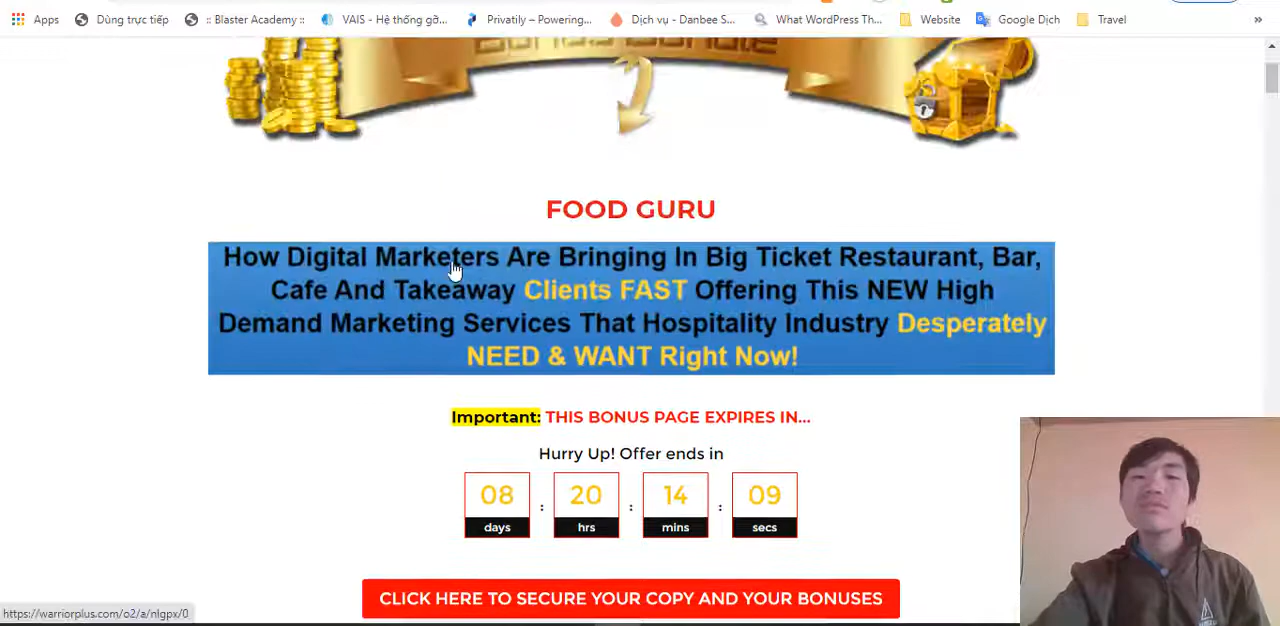 Apps Dùng trực tiếp :: Blaster Academy :: VAIS - Hệ thống gỡ... Privatily – Powering... Dịch vụ - Danbee S... What WordPress Th... Website Google Dịch Travel »
FOOD GURU
How Digital Marketers Are Bringing In Big Ticket Restaurant, Bar,
Cafe And Takeaway Clients FAST Offering This NEW High
Demand Marketing Services That Hospitality Industry Desperately
NEED & WANT Right Now!
Important: THIS BONUS PAGE EXPIRES IN...
Hurry Up! Offer ends in
08 : 20 : 14 : 09
days hrs mins secs
CLICK HERE TO SECURE YOUR COPY AND YOUR BONUSES
https://warriorplus.com/o2/a/nlgpx/0